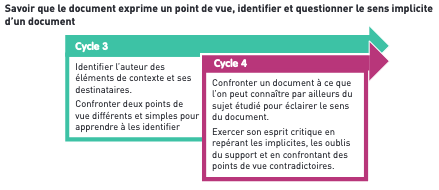 Savoir que le document exprime un point de vue, identifier et questionner le sens implicite
d'un document
Cycle 3
Identifier l'auteur des
éléments de contexte et ses
destinataires.
Confronter deux points de
vue différents et simples pour
apprendre à les identifier
Cycle 4
Confronter un document à ce que
l'on peut connaître par ailleurs du
sujet étudié pour éclairer le sens
du document.
Exercer son esprit critique en
repérant les implicites, les oublis
du support et en confrontant des
points de vue contradictoires.